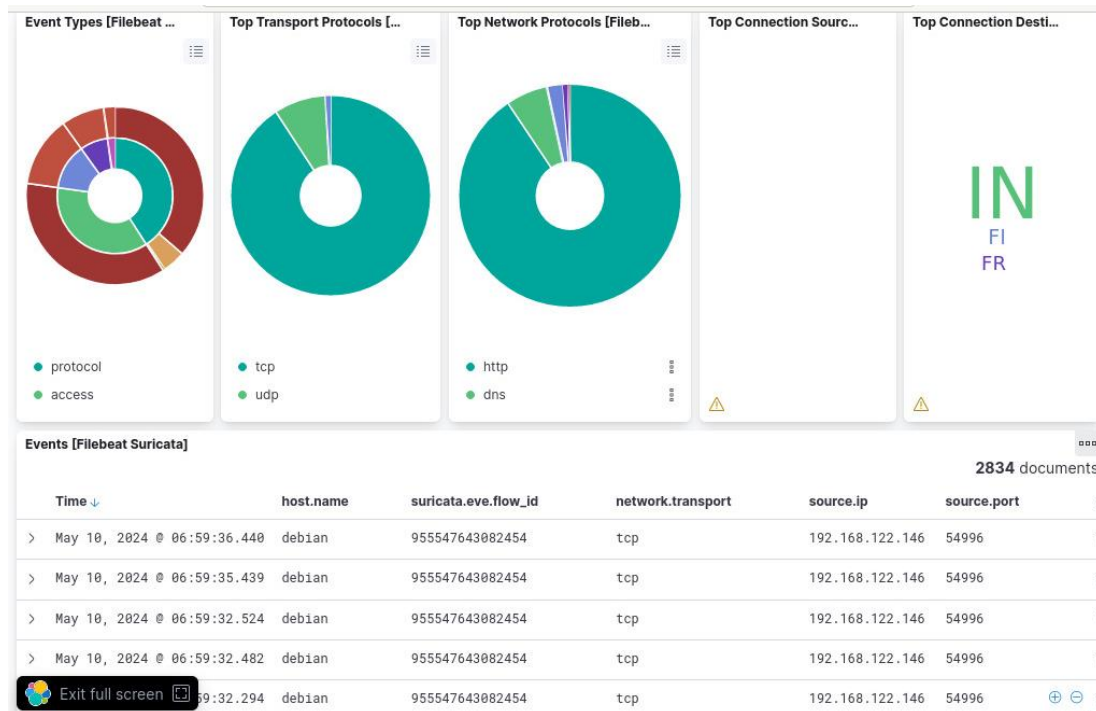 Event Types [Filebeat ...
Top Transport Protocols [...
Top Network Protocols [Fileb...
Top Connection Sourc...
Top Connection Desti...
protocol
access
tcp
udp
http
dns
IN
FI
FR
Events [Filebeat Suricata]
2834 documents
Time host.name suricata.eve.flow_id network.transport source.ip source.port
May 10, 2024 @ 06:59:36.440 debian 955547643082454 tcp 192.168.122.146 54996
May 10, 2024 @ 06:59:35.439 debian 955547643082454 tcp 192.168.122.146 54996
May 10, 2024 @ 06:59:32.524 debian 955547643082454 tcp 192.168.122.146 54996
May 10, 2024 @ 06:59:32.482 debian 955547643082454 tcp 192.168.122.146 54996
Exit full screen 59:32.294 debian 955547643082454 tcp 192.168.122.146 54996